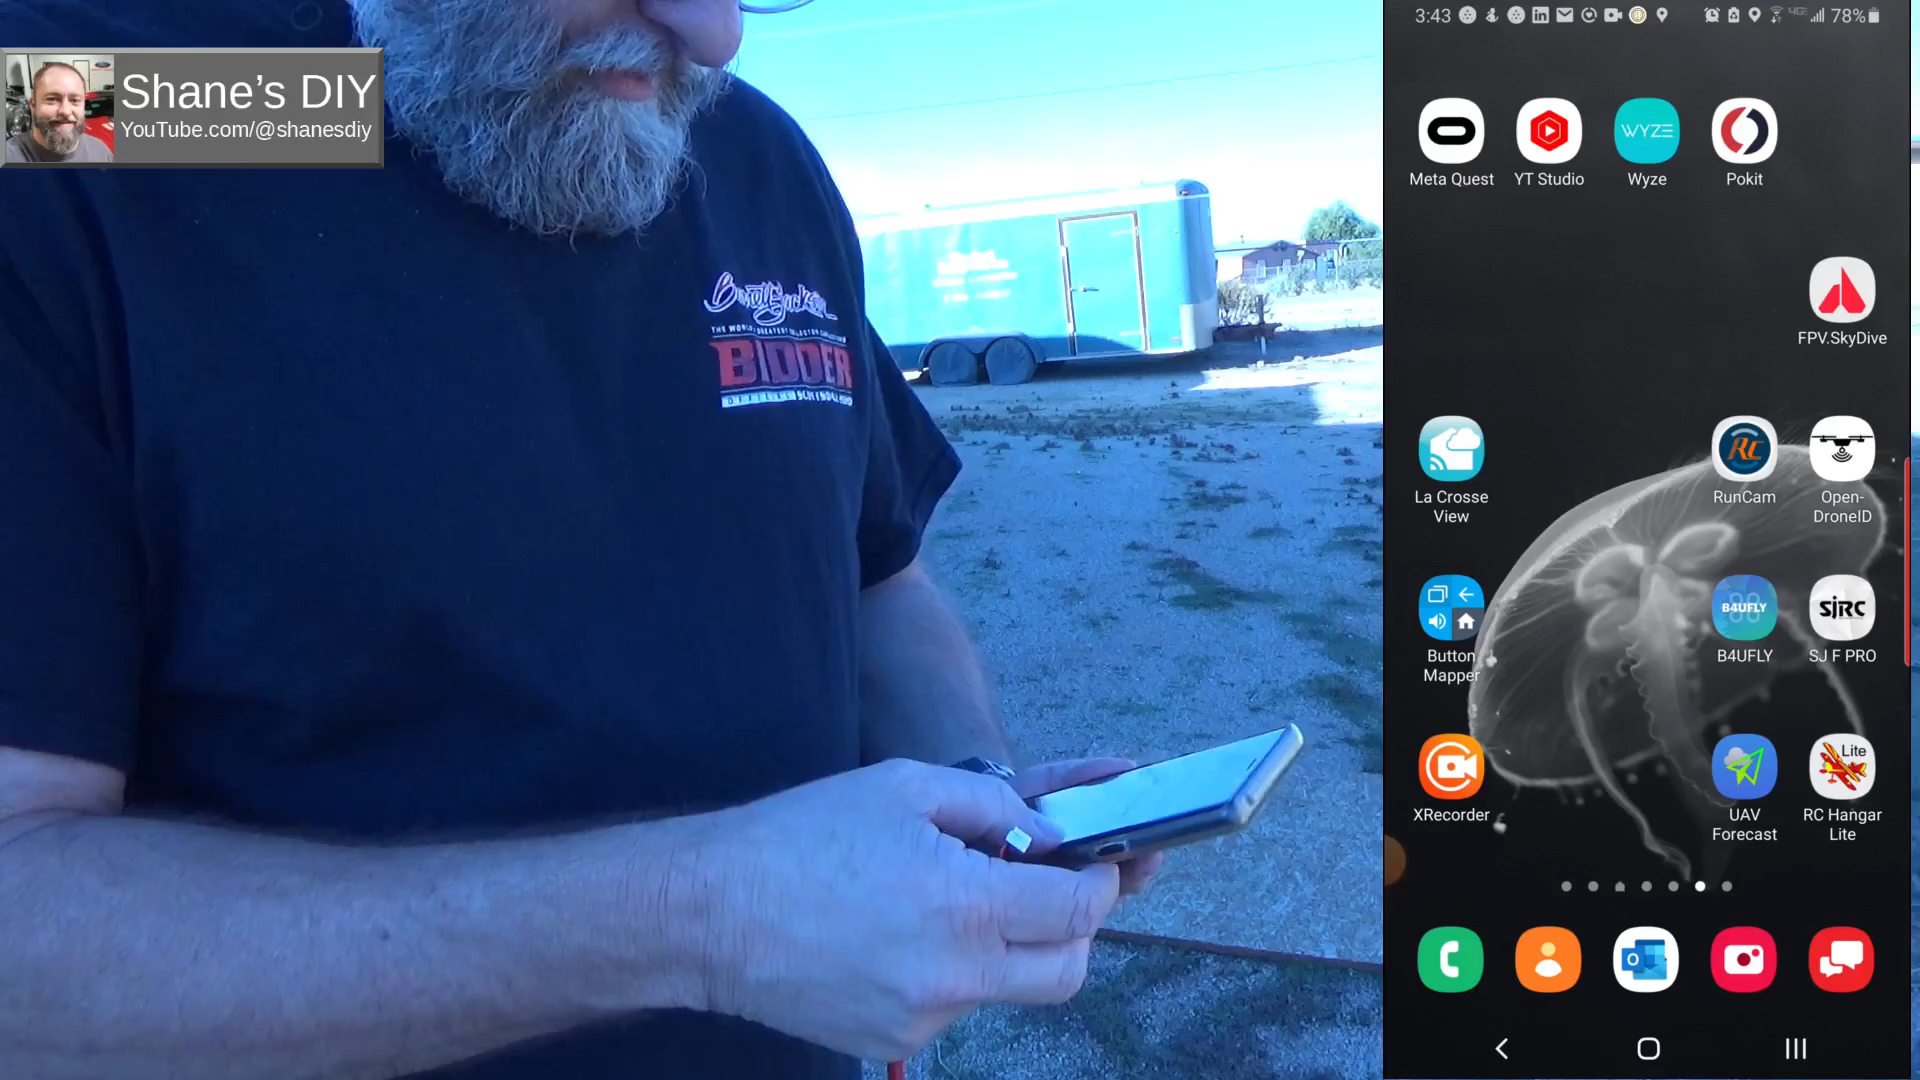 Shane's DIY
YouTube.com/@shanesdiy
Barrett-Jackson
BIDDER
3:43
78%
Meta Quest
YT Studio
WYZE
Wyze
Pokit
FPV.SkyDive
La Crosse
View
RC
RunCam
Open-
DroneID
Button
Mapper
B4UFLY
B4UFLY
SJRC
SJ F PRO
XRecorder
UAV
Forecast
Lite
RC Hangar
Lite